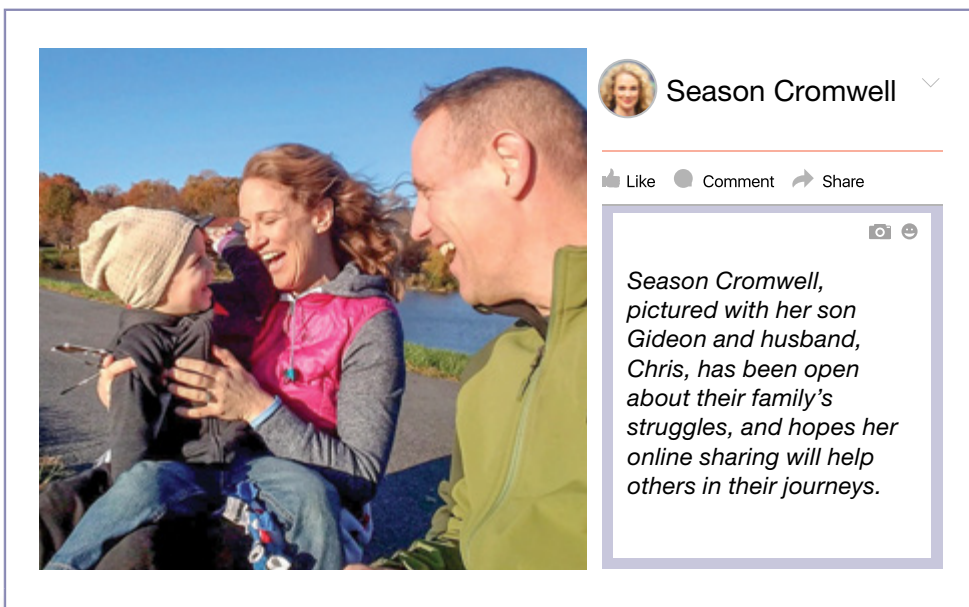 Season Cromwell
Like Comment Share
Season Cromwell,
pictured with her son
Gideon and husband,
Chris, has been open
about their family’s
struggles, and hopes her
online sharing will help
others in their journeys.